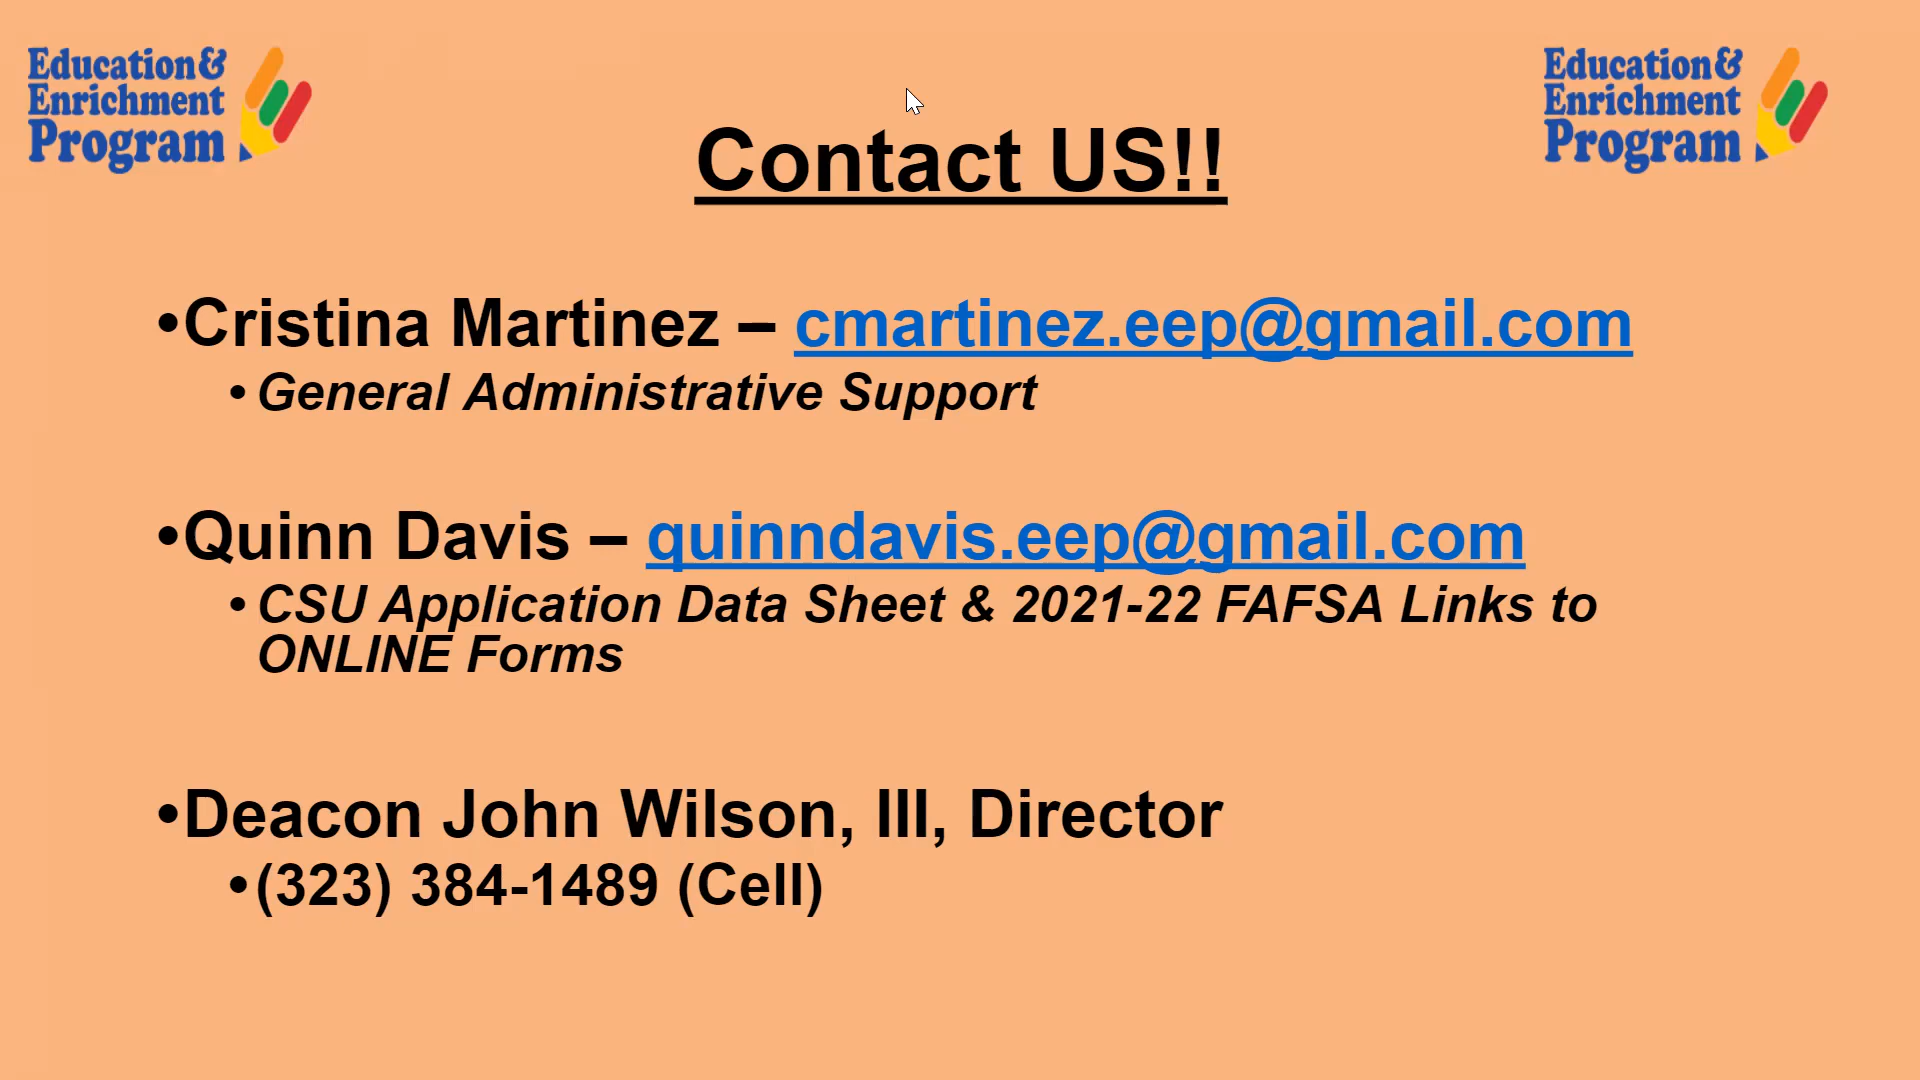 Education&
Enrichment
Program
Education&
Enrichment
Program
Contact US!!
•Cristina Martinez – cmartinez.eep@gmail.com
• General Administrative Support
•Quinn Davis – quinndavis.eep@gmail.com
• CSU Application Data Sheet & 2021-22 FAFSA Links to
ONLINE Forms
•Deacon John Wilson, III, Director
•(323) 384-1489 (Cell)